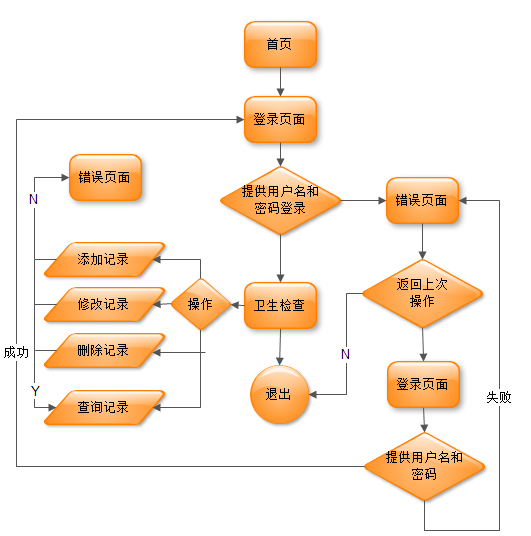 首页
登录页面
提供用户名和
密码登录
错误页面
错误页面
N
添加记录
修改记录
删除记录
查询记录
Y
操作
卫生检查
退出
返回上次
操作
N
登录页面
提供用户名和
密码
成功
失败